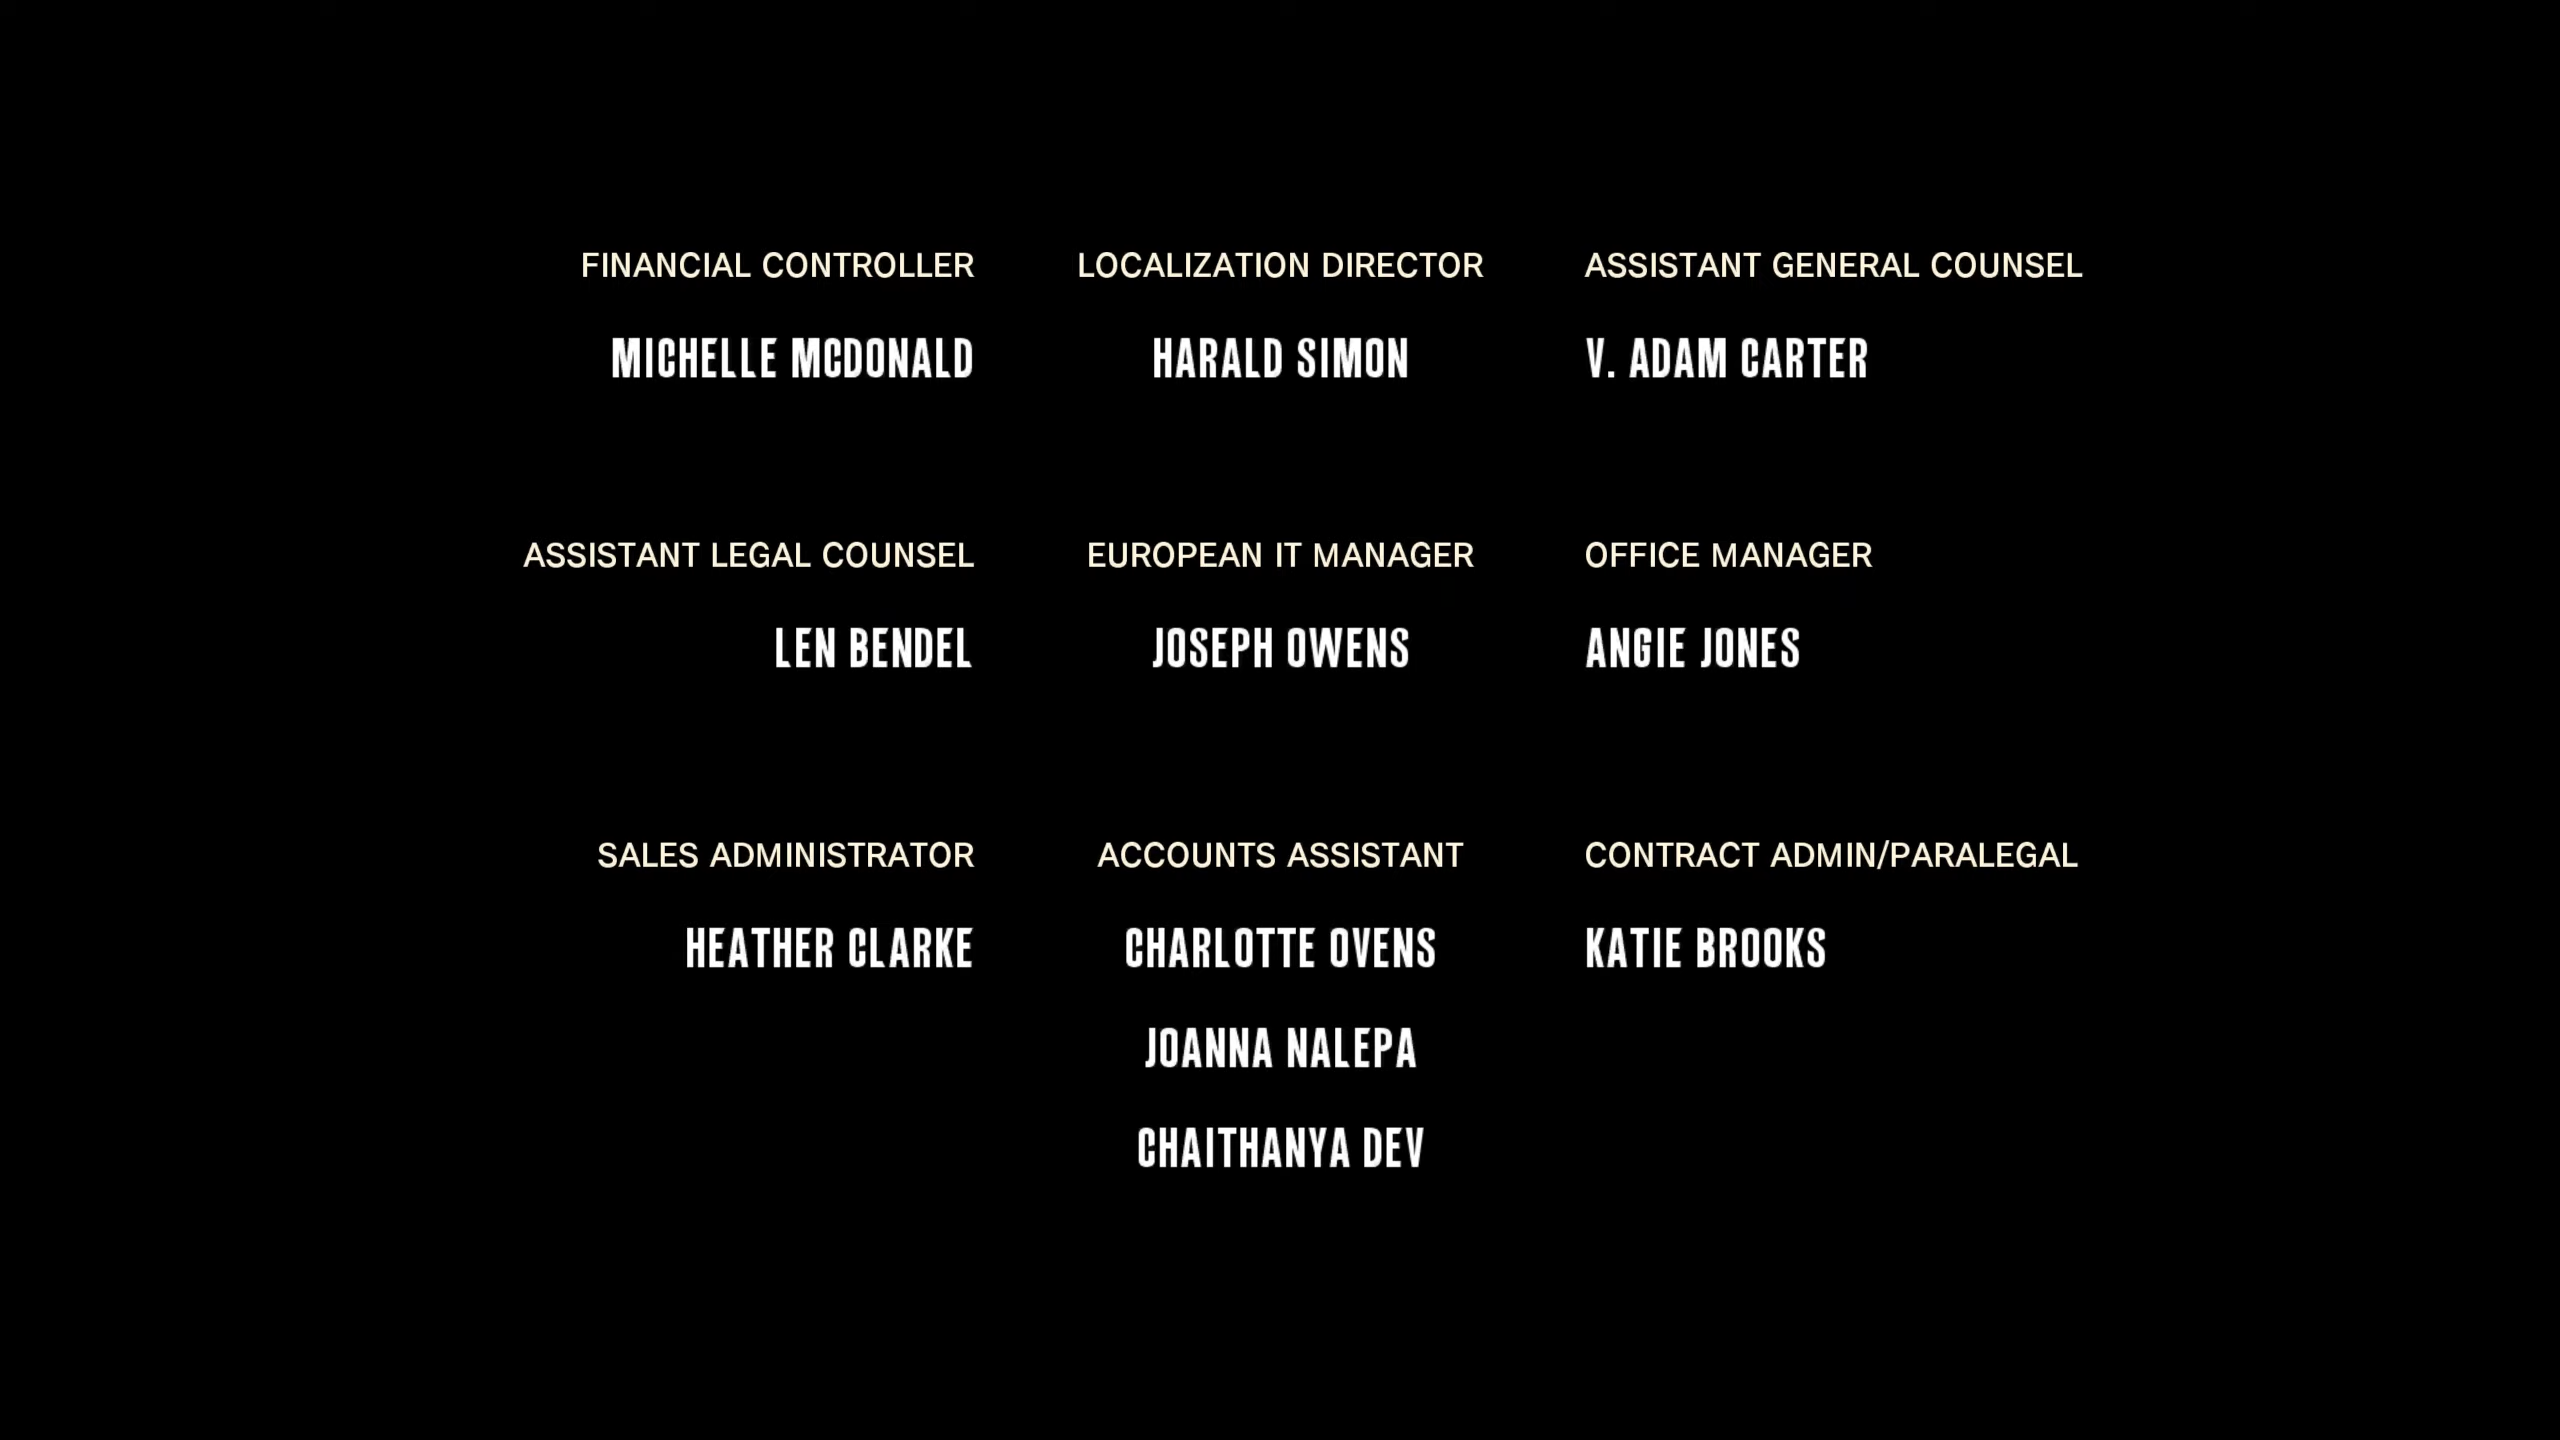 FINANCIAL CONTROLLER
MICHELLE MCDONALD
LOCALIZATION DIRECTOR
HARALD SIMON
ASSISTANT GENERAL COUNSEL
V. ADAM CARTER
ASSISTANT LEGAL COUNSEL
LEN BENDEL
EUROPEAN IT MANAGER
JOSEPH OWENS
OFFICE MANAGER
ANGIE JONES
SALES ADMINISTRATOR
HEATHER CLARKE
ACCOUNTS ASSISTANT
CHARLOTTE OVENS
JOANNA NALEPA
CHAITHANYA DEV
CONTRACT ADMIN/PARALEGAL
KATIE BROOKS